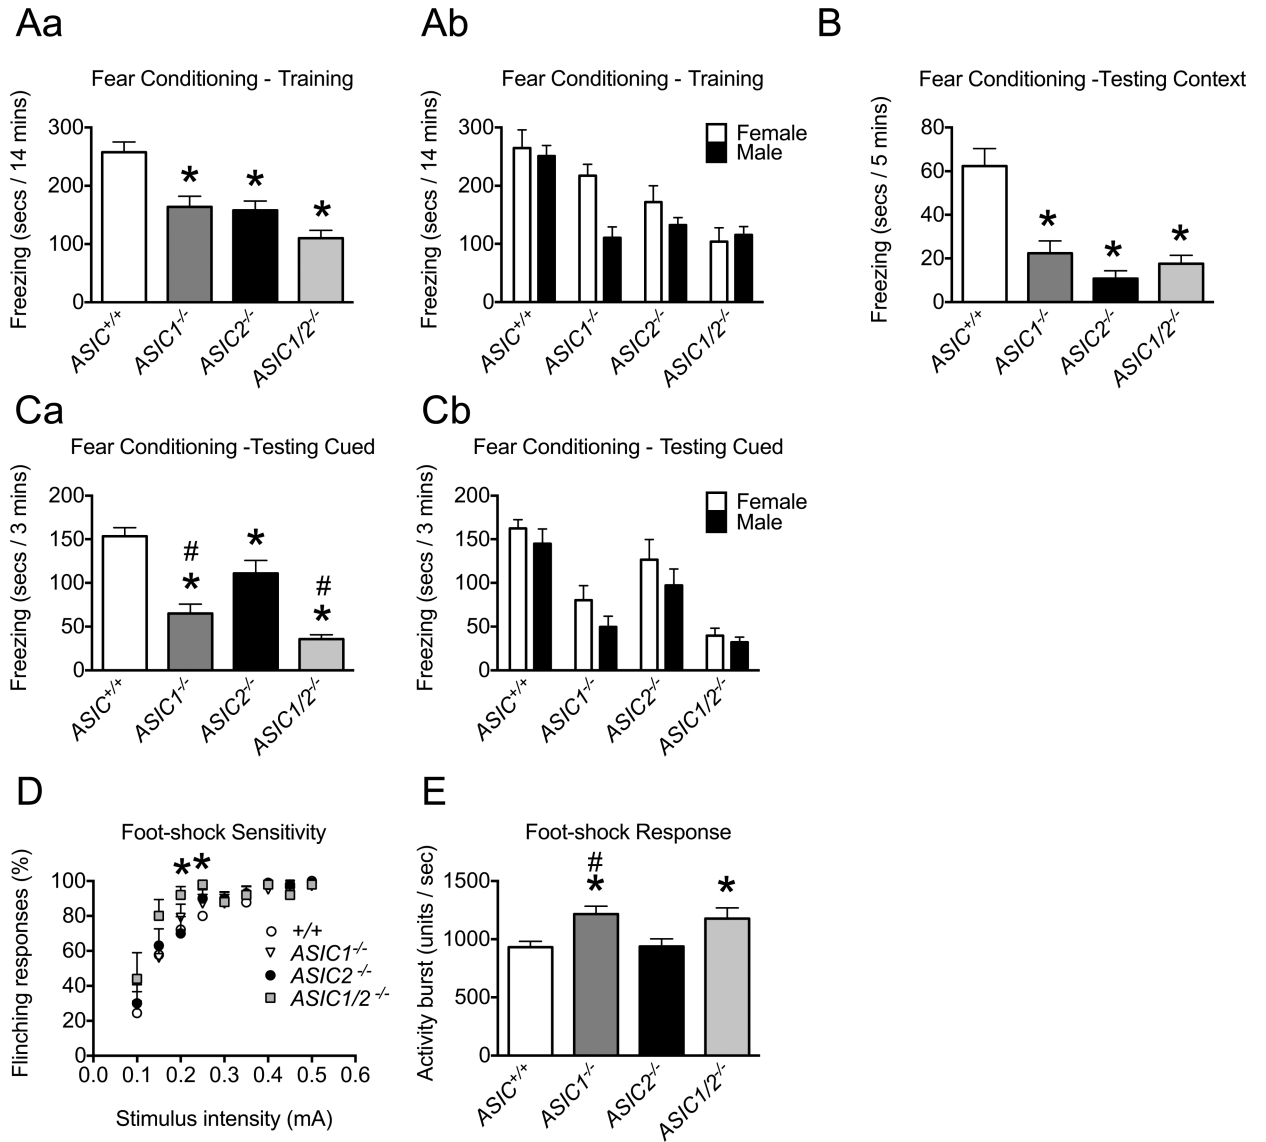 Aa
Ab
B
Fear Conditioning - Training
Fear Conditioning - Training
Fear Conditioning -Testing Context
Freezing (secs / 14 mins)
300
200
100
0
*
*
*
ASIC+/+
ASIC1-/-
ASIC2-/-
ASIC1/2-/-
Freezing (secs / 14 mins)
300
200
100
0
Female
Male
ASIC+/+
ASIC1-/-
ASIC2-/-
ASIC1/2-/-
Freezing (secs / 5 mins)
80
60
40
20
0
*
*
*
ASIC+/+
ASIC1-/-
ASIC2-/-
ASIC1/2-/-
Ca
Cb
Fear Conditioning -Testing Cued
Fear Conditioning - Testing Cued
Freezing (secs / 3 mins)
200
150
100
50
0
#
*
*
#
*
ASIC+/+
ASIC1-/-
ASIC2-/-
ASIC1/2-/-
Freezing (secs / 3 mins)
200
150
100
50
0
Female
Male
ASIC+/+
ASIC1-/-
ASIC2-/-
ASIC1/2-/-
D
E
Foot-shock Sensitivity
Foot-shock Response
Flinching responses (%)
100
80
60
40
20
0
* *
+/+
ASIC1-/-
ASIC2 -/-
ASIC1/2 -/-
0.0 0.1 0.2 0.3 0.4 0.5 0.6
Stimulus intensity (mA)
Activity burst (units / sec)
1500
1000
500
0
#
*
*
ASIC+/+
ASIC1-/-
ASIC2-/-
ASIC1/2-/-